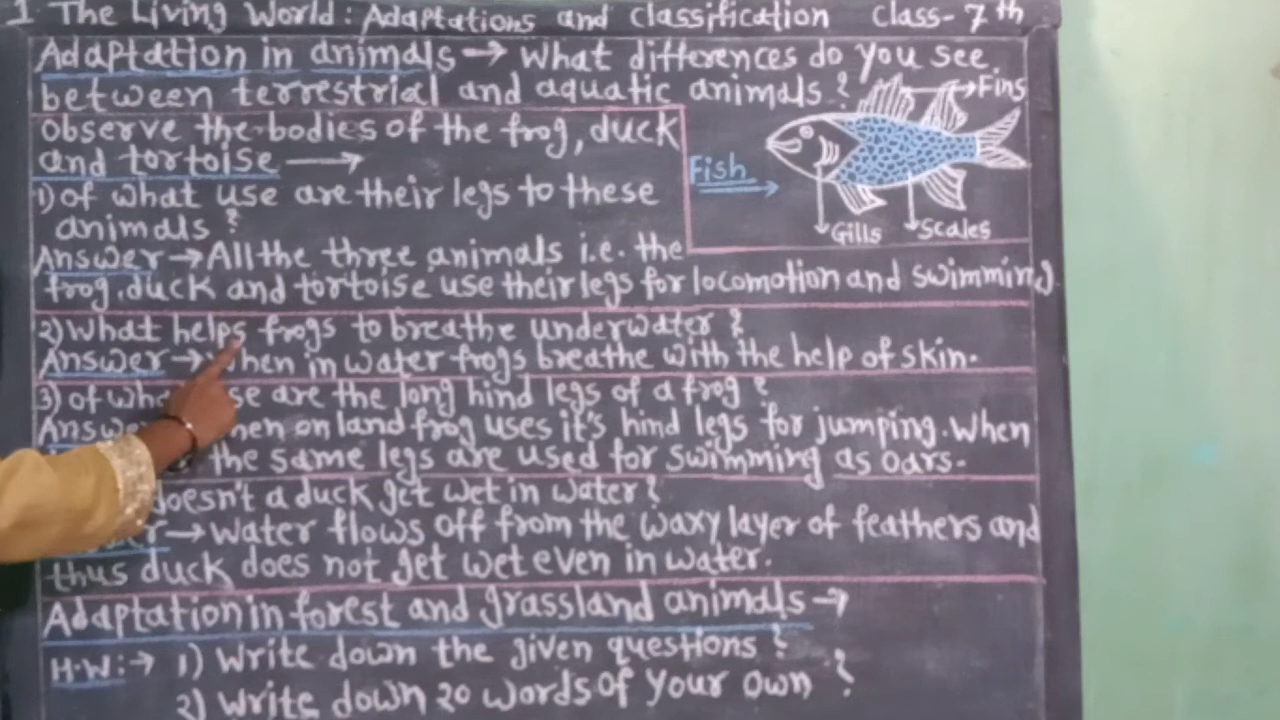 1 The Living World: Adaptations and classification class-7th
Adaptation in animals → What differences do you see
between terrestrial and aquatic animals?
Fins
Observe the bodies of the frog, duck
and tortoise →
Fish
Gills
Scales
1) of what use are their legs to these
animals?
Answer → All the three animals i.e. the
frog, duck and tortoise use their legs for locomotion and swimming
2) What helps frogs to breathe underwater?
Answer → When in water frogs breathe with the help of skin.
3) of are the long hind legs of a frog?
on land frog uses it's hind legs for jumping. When
the same legs are used for swimming as oars.
doesn't a duck get wet in water?
→ Water flows off from the waxy layer of feathers and
thus duck does not get wet even in water.
Adaptation in forest and grassland animals →
H.W:→ 1) Write down the given questions?
2) Write down 20 words of your own?